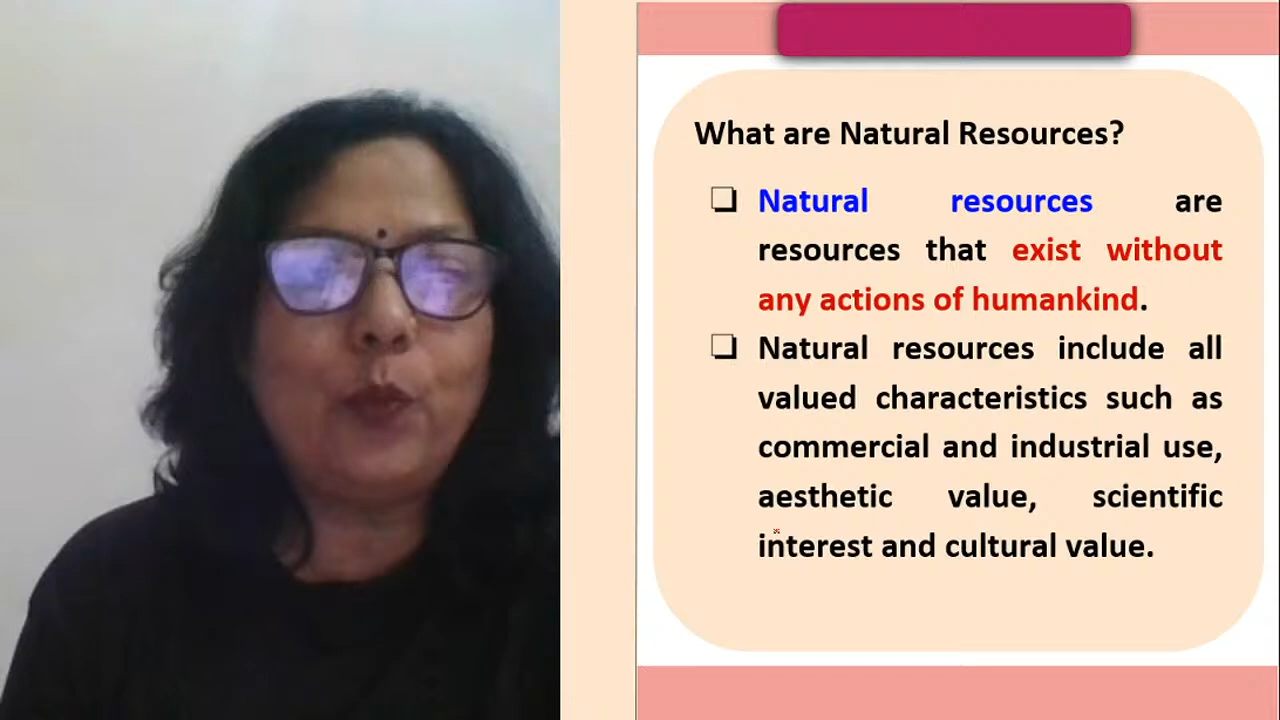 What are Natural Resources?
❑ Natural resources are
resources that exist without
any actions of humankind.
❑ Natural resources include all
valued characteristics such as
commercial and industrial use,
aesthetic value, scientific
interest and cultural value.